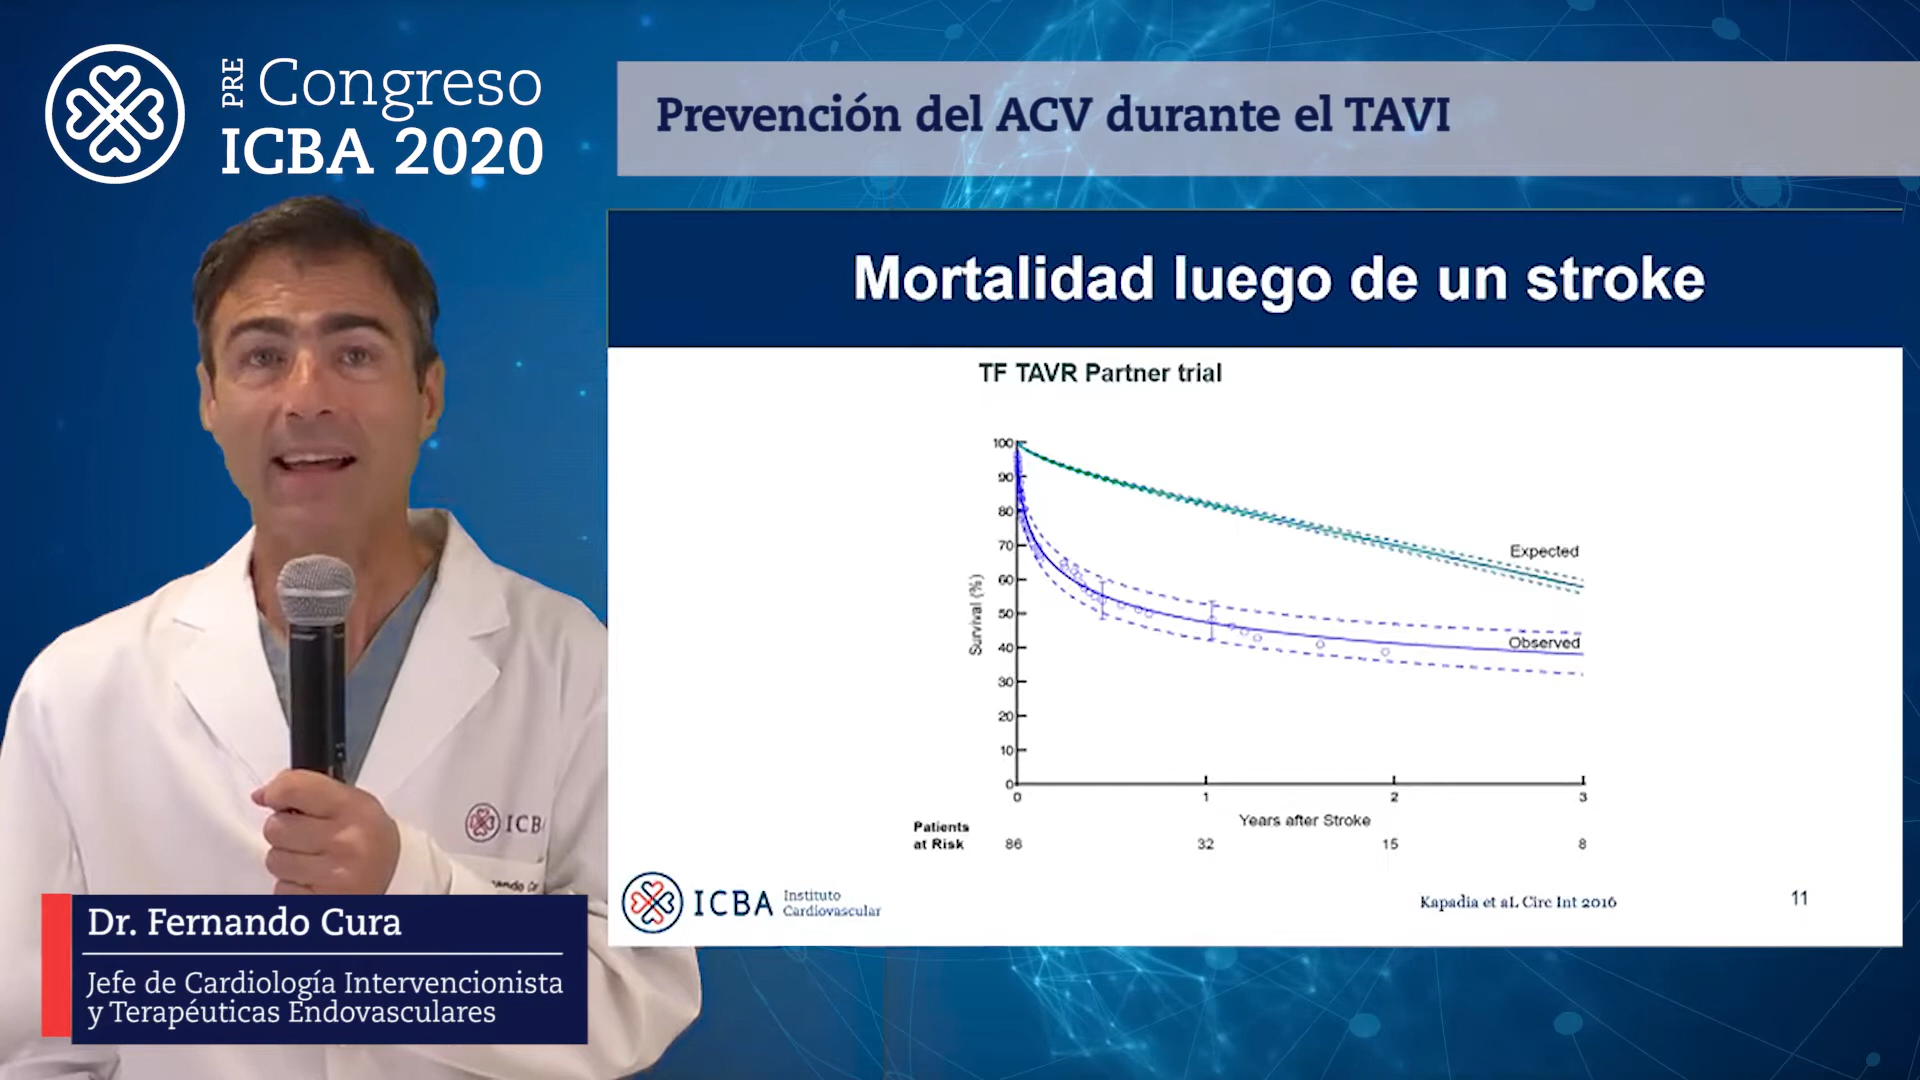 PRE Congreso
ICBA 2020
Prevención del ACV durante el TAVI
Mortalidad luego de un stroke
TF TAVR Partner trial
100
90
80
70
60
50
40
30
20
10
0
Survival (%)
Expected
Observed
0 1 2 3
Years after Stroke
Patients
at Risk 86 32 15 8
ICBA Instituto
Cardiovascular
Kapadia et al. Circ Int 2016
11
ICB
Dr. Fernando Cura
Jefe de Cardiología Intervencionista
y Terapéuticas Endovasculares